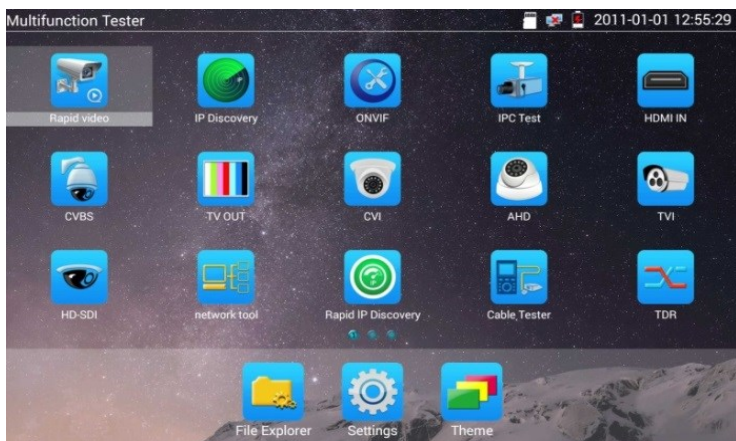 Multifunction Tester
2011-01-01 12:55:29
Rapid video
IP Discovery
ONVIF
IPC Test
HDMI IN
CVBS
TV OUT
CVI
AHD
TVI
HD-SDI
network tool
Rapid IP Discovery
Cable Tester
TDR
File Explorer
Settings
Theme